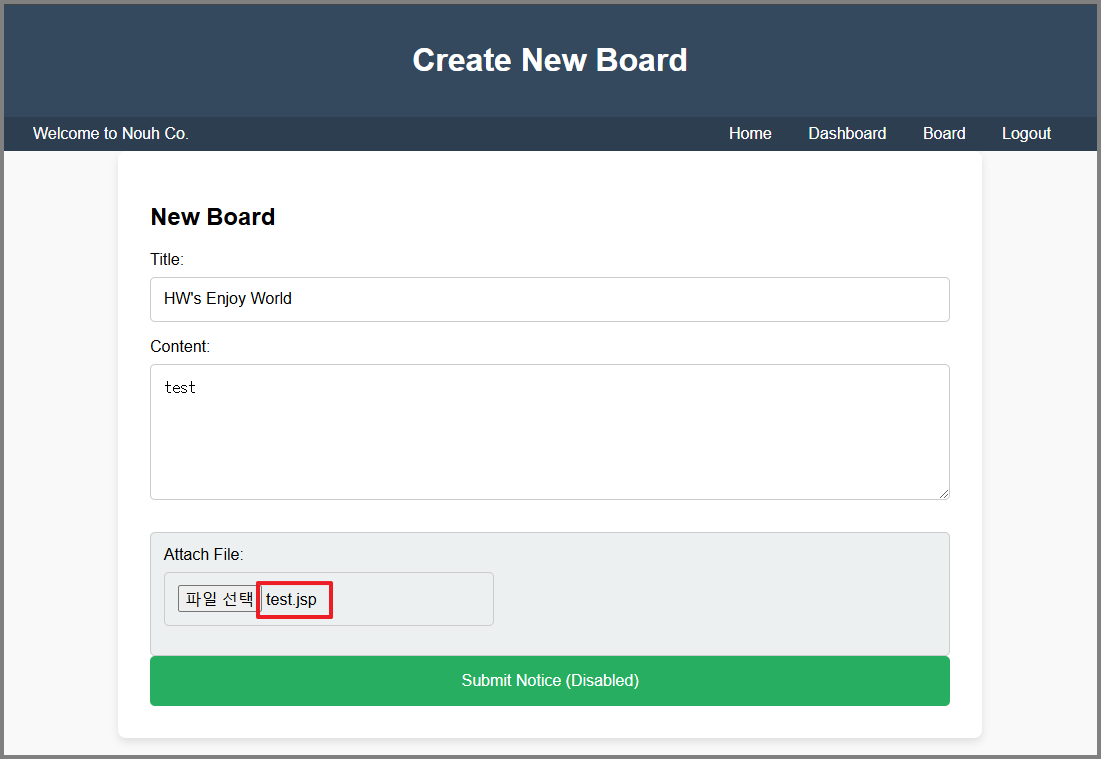 Create New Board
Welcome to Nouh Co. Home Dashboard Board Logout
New Board
Title:
HW's Enjoy World
Content:
test
Attach File:
파일 선택 test.jsp
Submit Notice (Disabled)